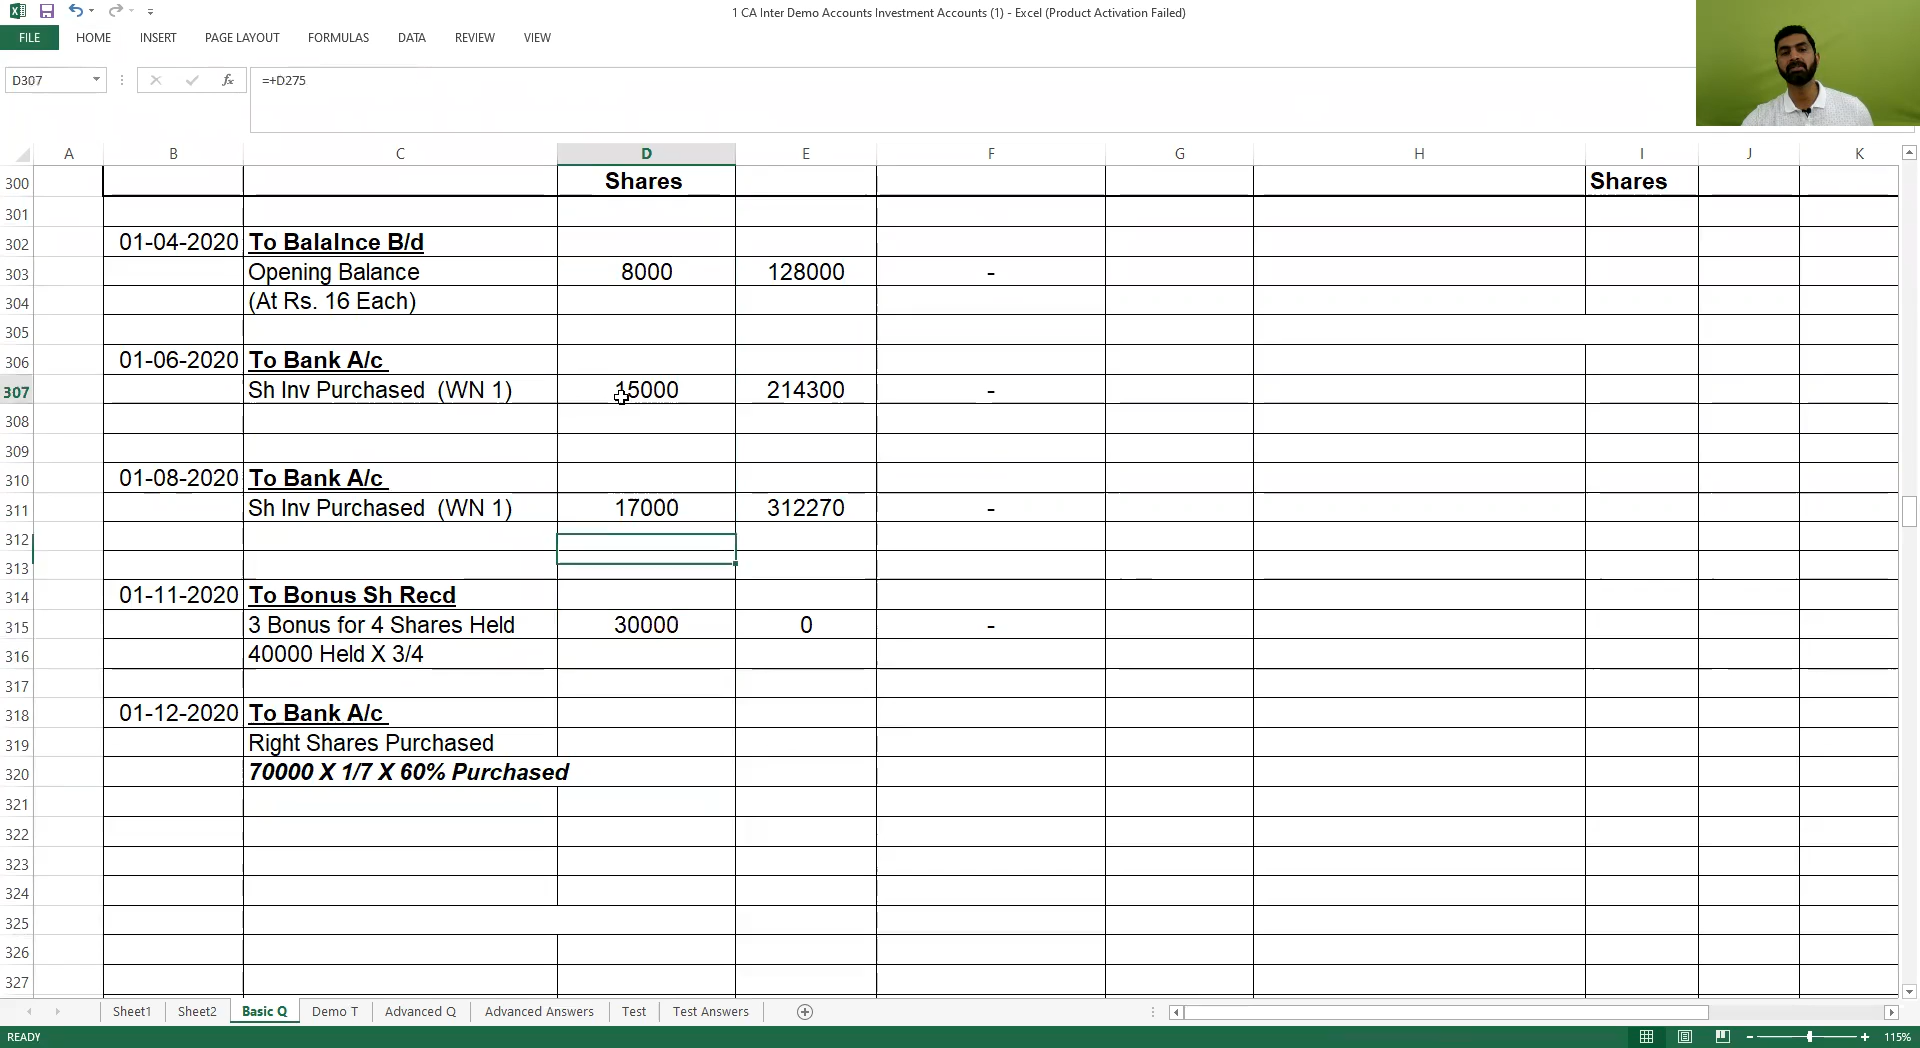 1 CA Inter Demo Accounts Investment Accounts (1) - Excel (Product Activation Failed)
FILE HOME INSERT PAGE LAYOUT FORMULAS DATA REVIEW VIEW
D307 fx =+D275
A B C D E F G H I J K
300 Shares Shares
301
302 01-04-2020 To Balalnce B/d
303 Opening Balance 8000 128000 -
304 (At Rs. 16 Each)
305
306 01-06-2020 To Bank A/c
307 Sh Inv Purchased (WN 1) 15000 214300 -
308
309
310 01-08-2020 To Bank A/c
311 Sh Inv Purchased (WN 1) 17000 312270 -
312
313
314 01-11-2020 To Bonus Sh Recd
315 3 Bonus for 4 Shares Held 30000 0 -
316 40000 Held X 3/4
317
318 01-12-2020 To Bank A/c
319 Right Shares Purchased
320 70000 X 1/7 X 60% Purchased
321
322
323
324
325
326
327
Sheet1 Sheet2 Basic Q Demo T Advanced Q Advanced Answers Test Test Answers
READY 115%